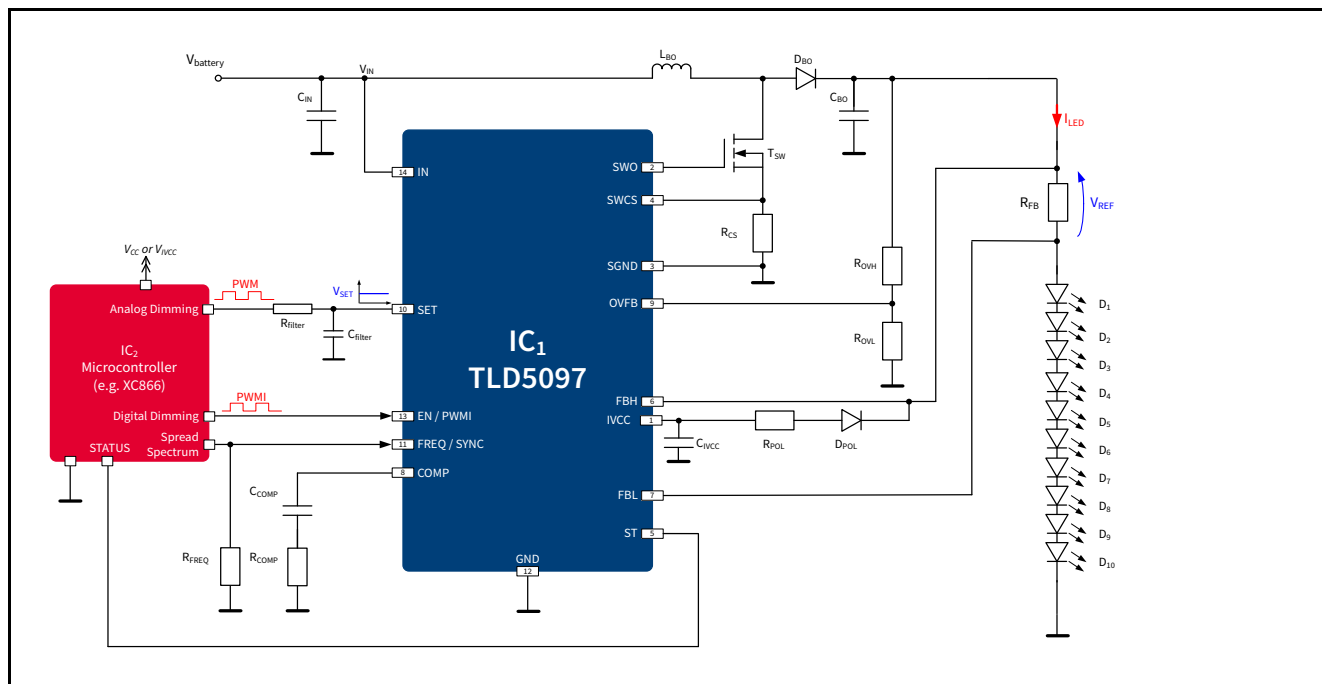 V_battery
V_IN
L_BO
D_BO
C_IN
C_BO
I_LED
T_SW
R_FB
V_REF
R_CS
R_OVH
R_OVL
14 IN
SWO 2
SWCS 4
SGND 3
OVFB 9
V_CC or V_IVCC
PWM
V_SET
Analog Dimming
10 SET
R_filter
C_filter
IC_1
TLD5097
IC_2
Microcontroller
(e.g. XC866)
PWMI
Digital Dimming
13 EN / PWMI
Spread
Spectrum
STATUS
11 FREQ / SYNC
8 COMP
FBH 6
IVCC 1
C_IVCC
R_POL
D_POL
FBL 7
ST 5
C_COMP
R_FREQ
R_COMP
GND
12
D_1
D_2
D_3
D_4
D_5
D_6
D_7
D_8
D_9
D_10